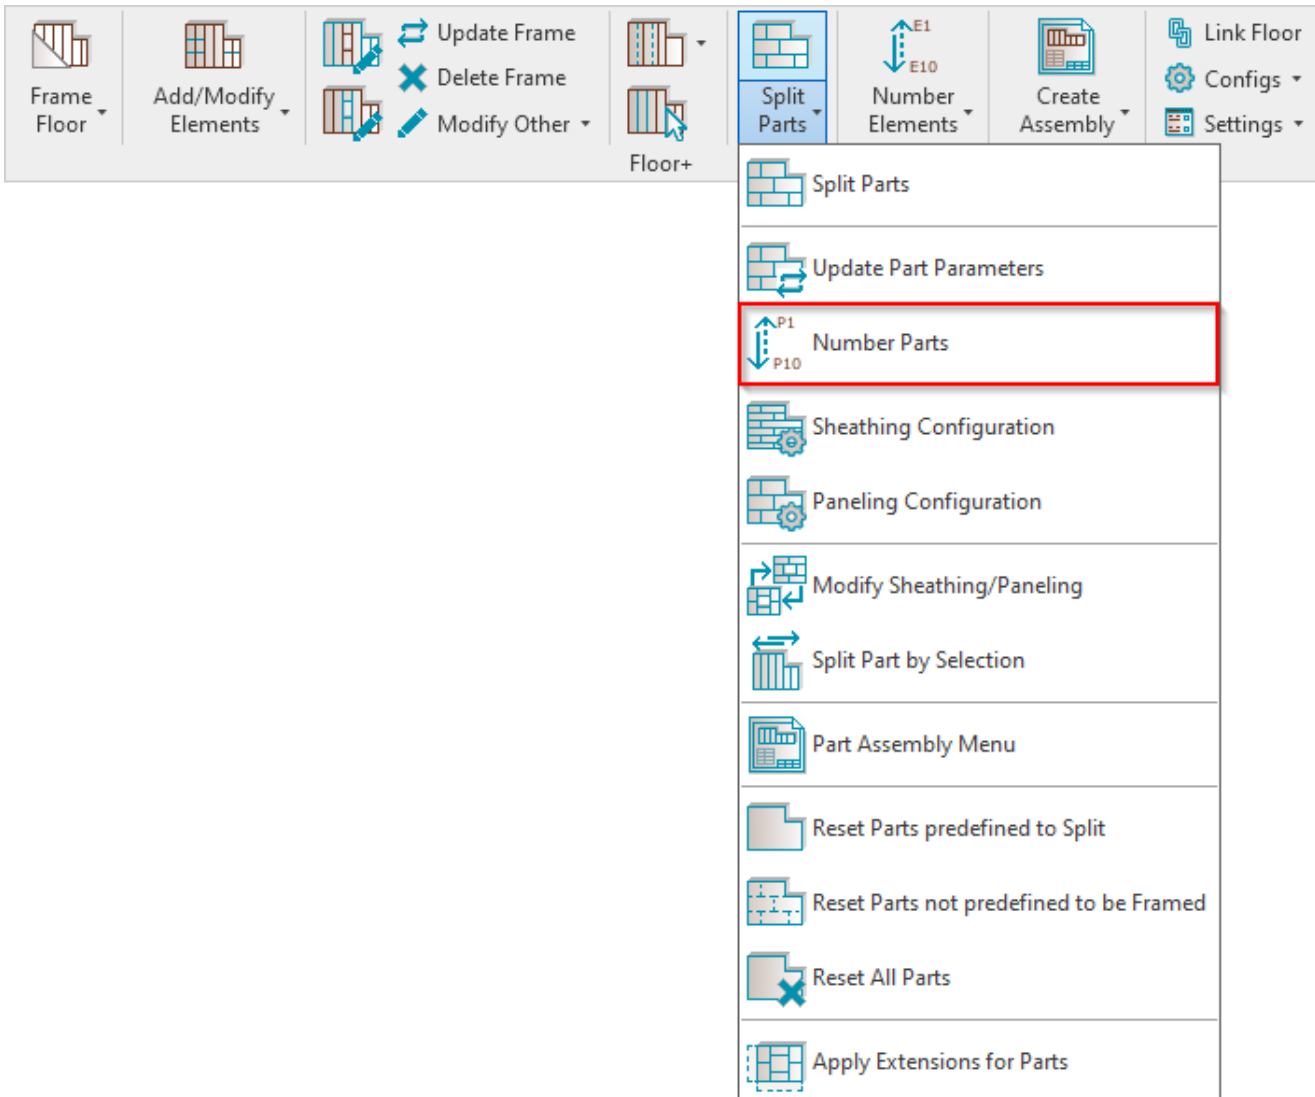 Frame
Floor
Add/Modify
Elements
Update Frame
Delete Frame
Modify Other
Floor+
Split
Parts
E1
E10
Number
Elements
Create
Assembly
Link Floor
Configs
Settings
Split Parts
Update Part Parameters
P1
P10
Number Parts
Sheathing Configuration
Paneling Configuration
Modify Sheathing/Paneling
Split Part by Selection
Part Assembly Menu
Reset Parts predefined to Split
Reset Parts not predefined to be Framed
Reset All Parts
Apply Extensions for Parts